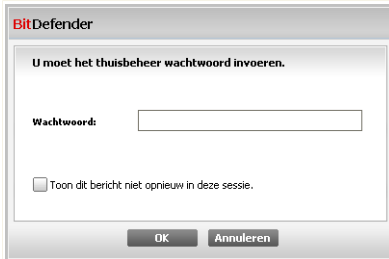 BitDefender
U moet het thuisbeheer wachtwoord invoeren.
Wachtwoord:
Toon dit bericht niet opnieuw in deze sessie.
OK Annuleren